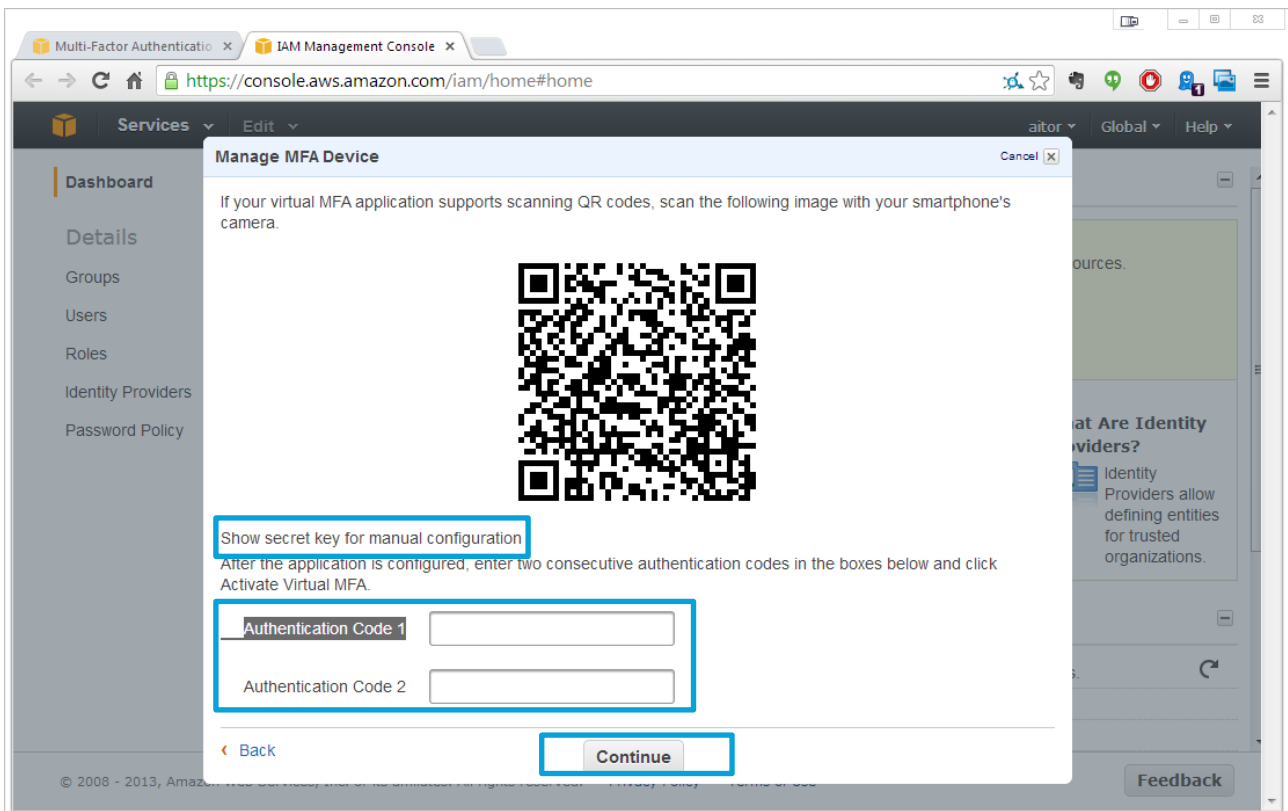 Multi-Factor Authenticatio
IAM Management Console
https://console.aws.amazon.com/iam/home#home
1
Services
Edit
aitor
Global
Help
Manage MFA Device
Cancel
Dashboard
If your virtual MFA application supports scanning QR codes, scan the following image with your smartphone's
camera.
Details
Groups
Users
Roles
Identity Providers
Password Policy
ources.
at Are Identity
viders?
Identity
Providers allow
defining entities
for trusted
organizations.
Show secret key for manual configuration
After the application is configured, enter two consecutive authentication codes in the boxes below and click
Activate Virtual MFA.
Authentication Code 1
Authentication Code 2
s.
Back
Continue
© 2008 - 2013, Amaz
Feedback